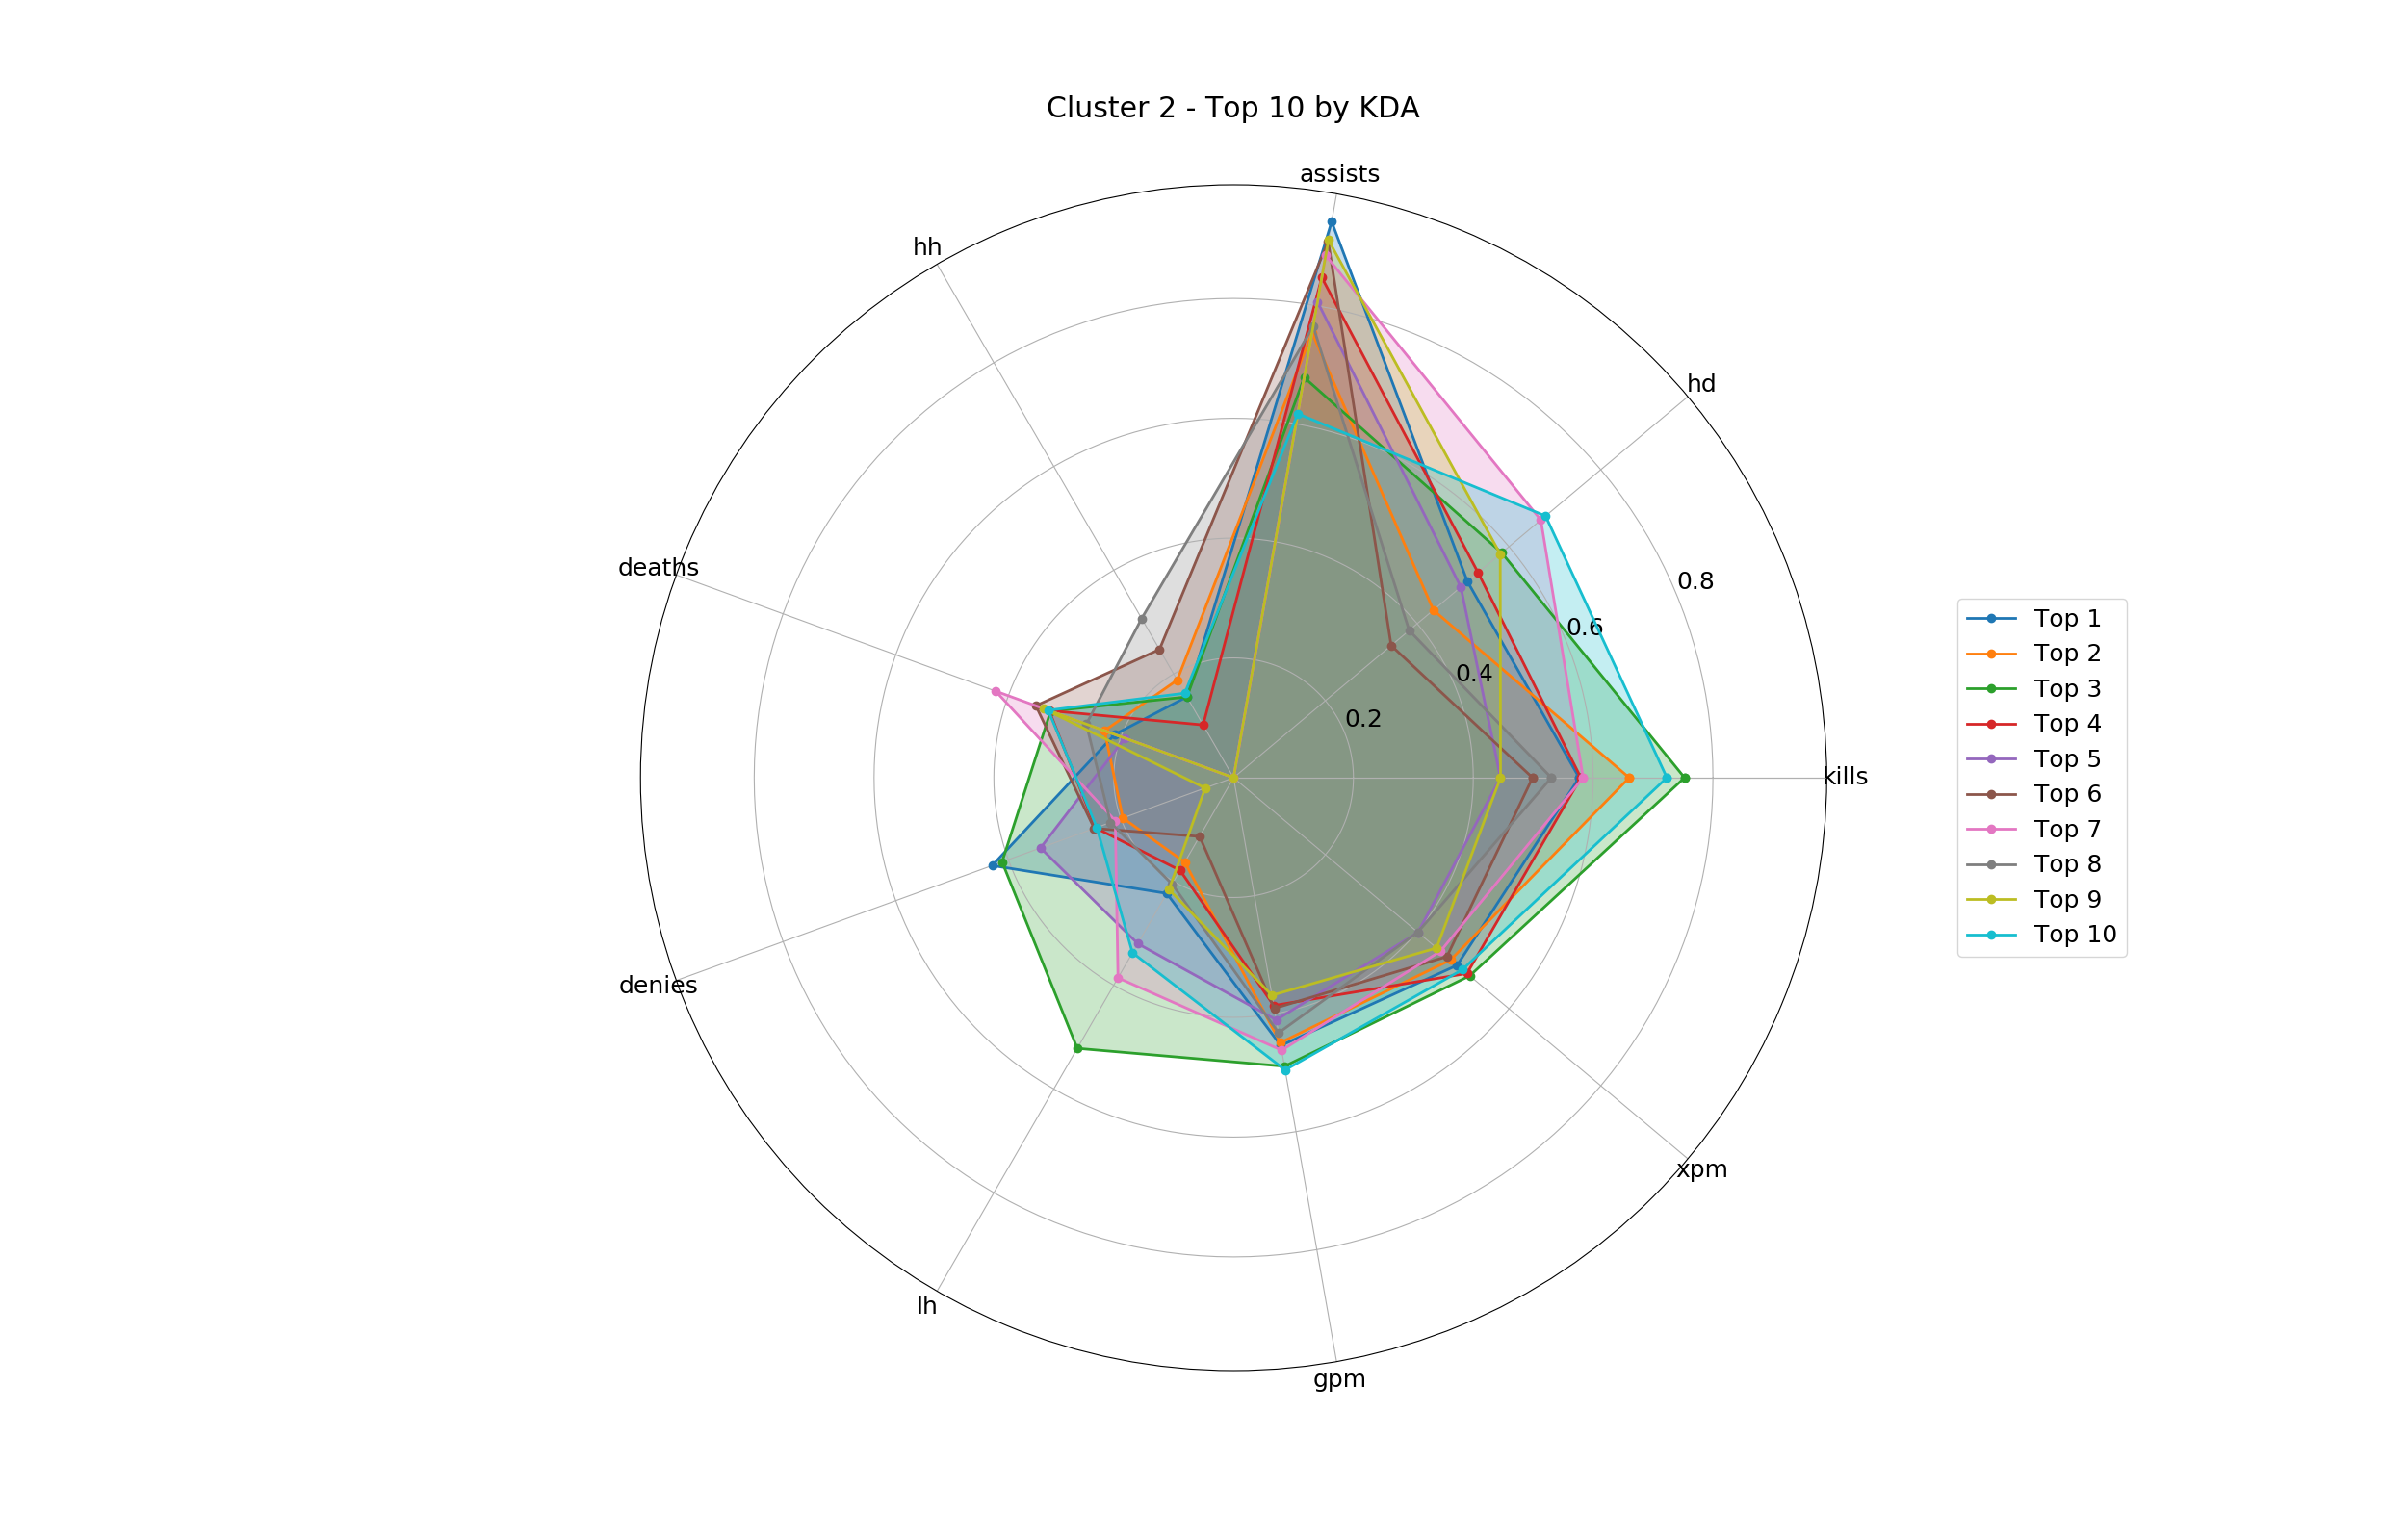 Cluster 2 - Top 10 by KDA
assists
hh
hd
deaths
0.8
0.6
0.4
0.2
kills
denies
xpm
lh
gpm
Top 1
Top 2
Top 3
Top 4
Top 5
Top 6
Top 7
Top 8
Top 9
Top 10